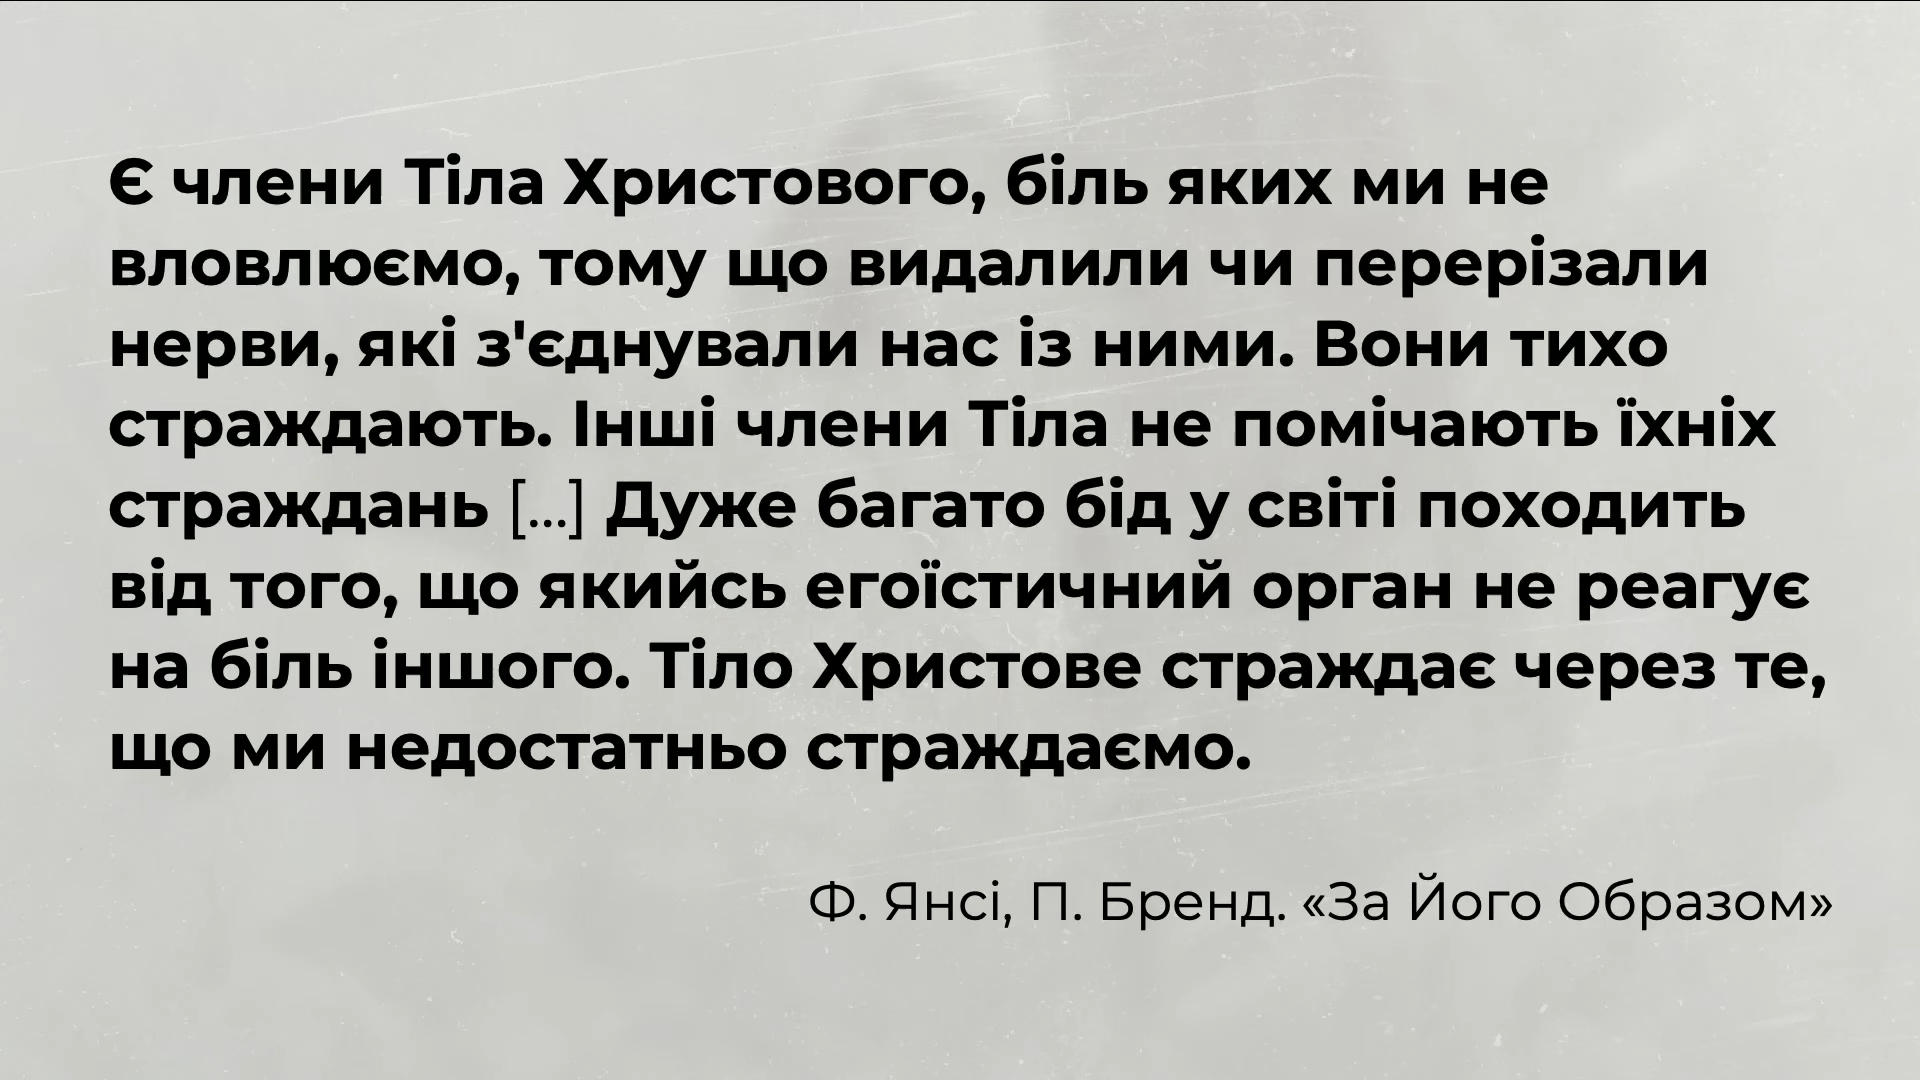 Є члени Тіла Христового, біль яких ми не
вловлюємо, тому що видалили чи перерізали
нерви, які з'єднували нас із ними. Вони тихо
страждають. Інші члени Тіла не помічають їхніх
страждань [...] Дуже багато бід у світі походить
від того, що якийсь егоїстичний орган не реагує
на біль іншого. Тіло Христове страждає через те,
що ми недостатньо страждаємо.
Ф. Янсі, П. Бренд. «За Його Образом»